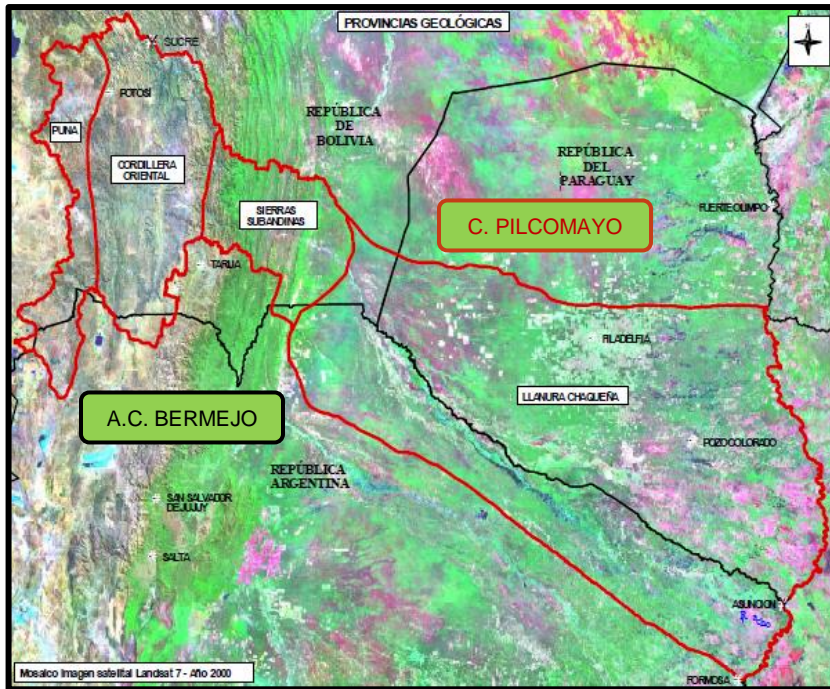 PROVINCIAS GEOLÓGICAS
N
SUCRE
POTOSÍ
PUNA
CORDILLERA
ORIENTAL
REPÚBLICA
DE
BOLIVIA
REPÚBLICA
DEL
PARAGUAY
SIERRAS
SUBANDINAS
C. PILCOMAYO
FUERTE OLIMPO
TARIJA
FILADELFIA
LLANURA CHAQUEÑA
A.C. BERMEJO
POZO COLORADO
REPÚBLICA
ARGENTINA
SAN SALVADOR
DE JUJUY
SALTA
ASUNCION
FORMOSA
Mosaico Imagen satelital Landsat 7 - Año 2000